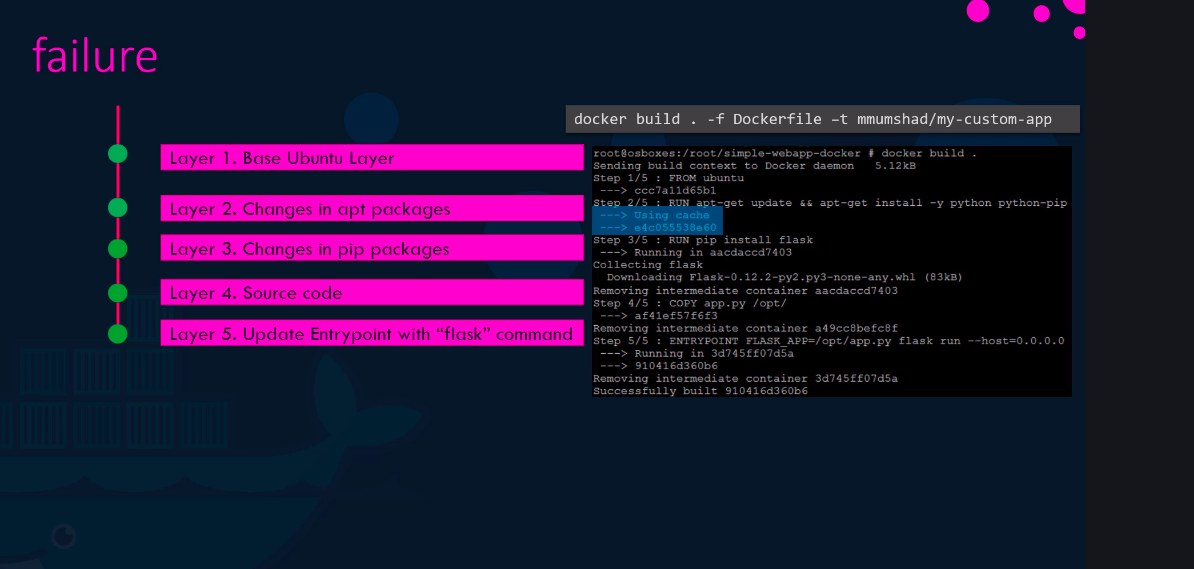 failure
docker build . -f Dockerfile –t mmumshad/my-custom-app
Layer 1. Base Ubuntu Layer
Layer 2. Changes in apt packages
Layer 3. Changes in pip packages
Layer 4. Source code
Layer 5. Update Entrypoint with “flask” command
root@osboxes:/root/simple-webapp-docker # docker build .
Sending build context to Docker damon   5.12kB
Step 1/5 : FROM ubuntu
---> ccc7a11d65b1
Step 2/5 : RUN apt-get update && apt-get install -y python python-pip
---> Using cache
---> e4c055538e60
Step 3/5 : RUN pip install flask
---> Running in aacdaccd7403
Collecting flask
Downloading Flask-0.12.2-py2.py3-none-any.whl (83kB)
Removing intermediate container aacdaccd7403
Step 4/5 : COPY app.py /opt/
---> af41ef57f6f3
Removing intermediate container a49cc8befc8f
Step 5/5 : ENTRYPOINT FLASK_APP=/opt/app.py flask run --host=0.0.0.0
---> Running in 3d745ff07d5a
---> 910416d360b6
Removing intermediate container 3d745ff07d5a
Successfully built 910416d360b6